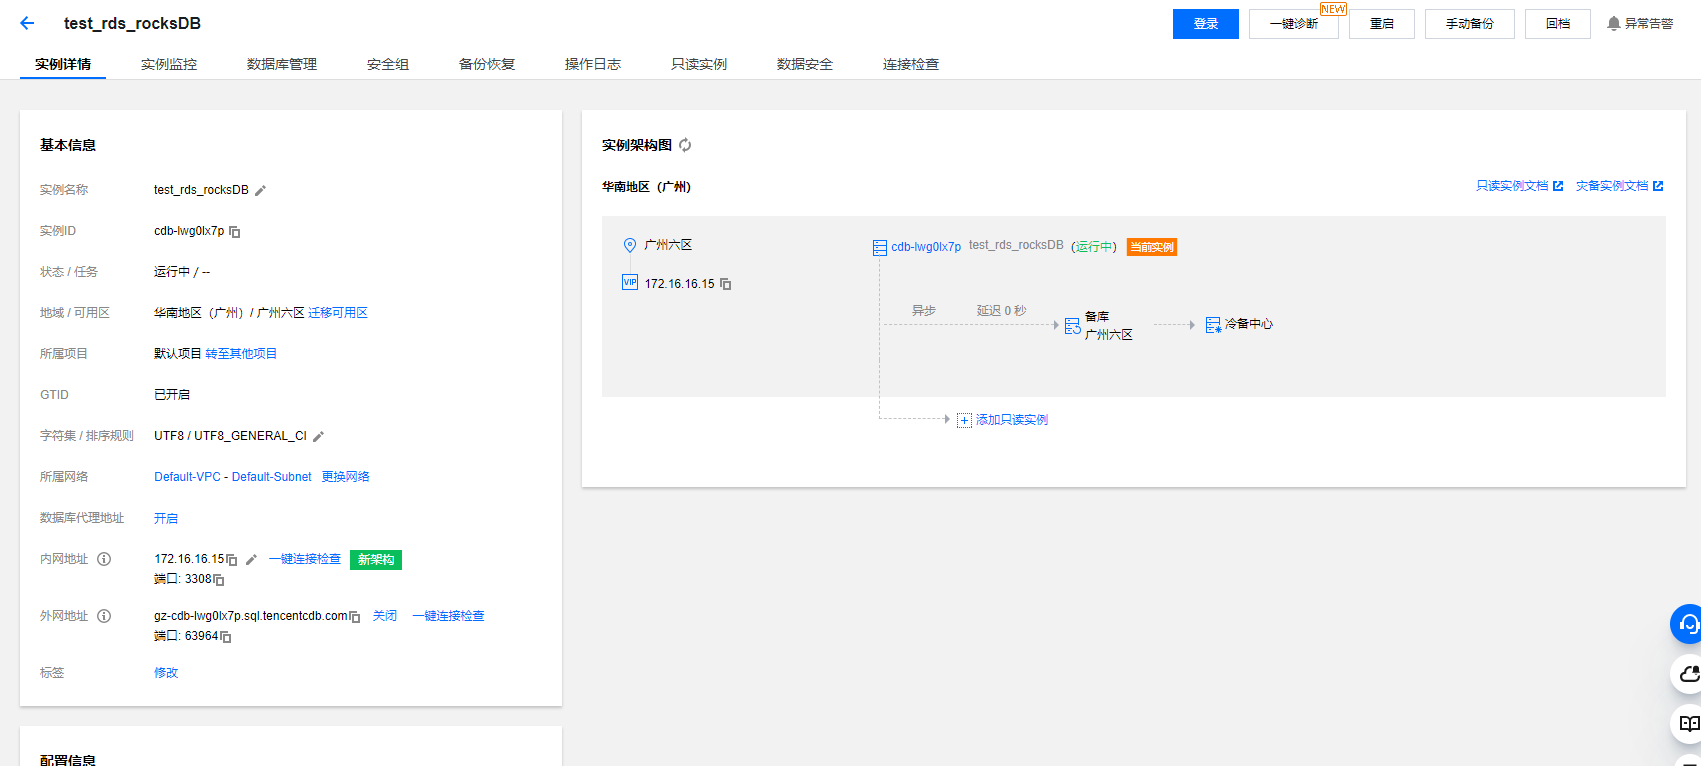 test_rds_rocksDB
登录
一键诊断
NEW
重启
手动备份
回档
异常告警
实例详情
实例监控
数据库管理
安全组
备份恢复
操作日志
只读实例
数据安全
连接检查
基本信息
实例名称 test_rds_rocksDB
实例ID cdb-lwg0lx7p
状态 / 任务 运行中 / --
地域 / 可用区 华南地区（广州）/ 广州六区 迁移可用区
所属项目 默认项目 转至其他项目
GTID 已开启
字符集 / 排序规则 UTF8 / UTF8_GENERAL_CI
所属网络 Default-VPC - Default-Subnet 更换网络
数据库代理地址 开启
内网地址 172.16.16.15 一键连接检查 新架构
端口: 3308
外网地址 gz-cdb-lwg0lx7p.sql.tencentcdb.com 关闭 一键连接检查
端口: 63964
标签 修改
配置信息
实例架构图
华南地区（广州）
只读实例文档 灾备实例文档
广州六区
VIP 172.16.16.15
cdb-lwg0lx7p test_rds_rocksDB (运行中) 当前实例
异步 延迟 0 秒
备库
广州六区
冷备中心
添加只读实例